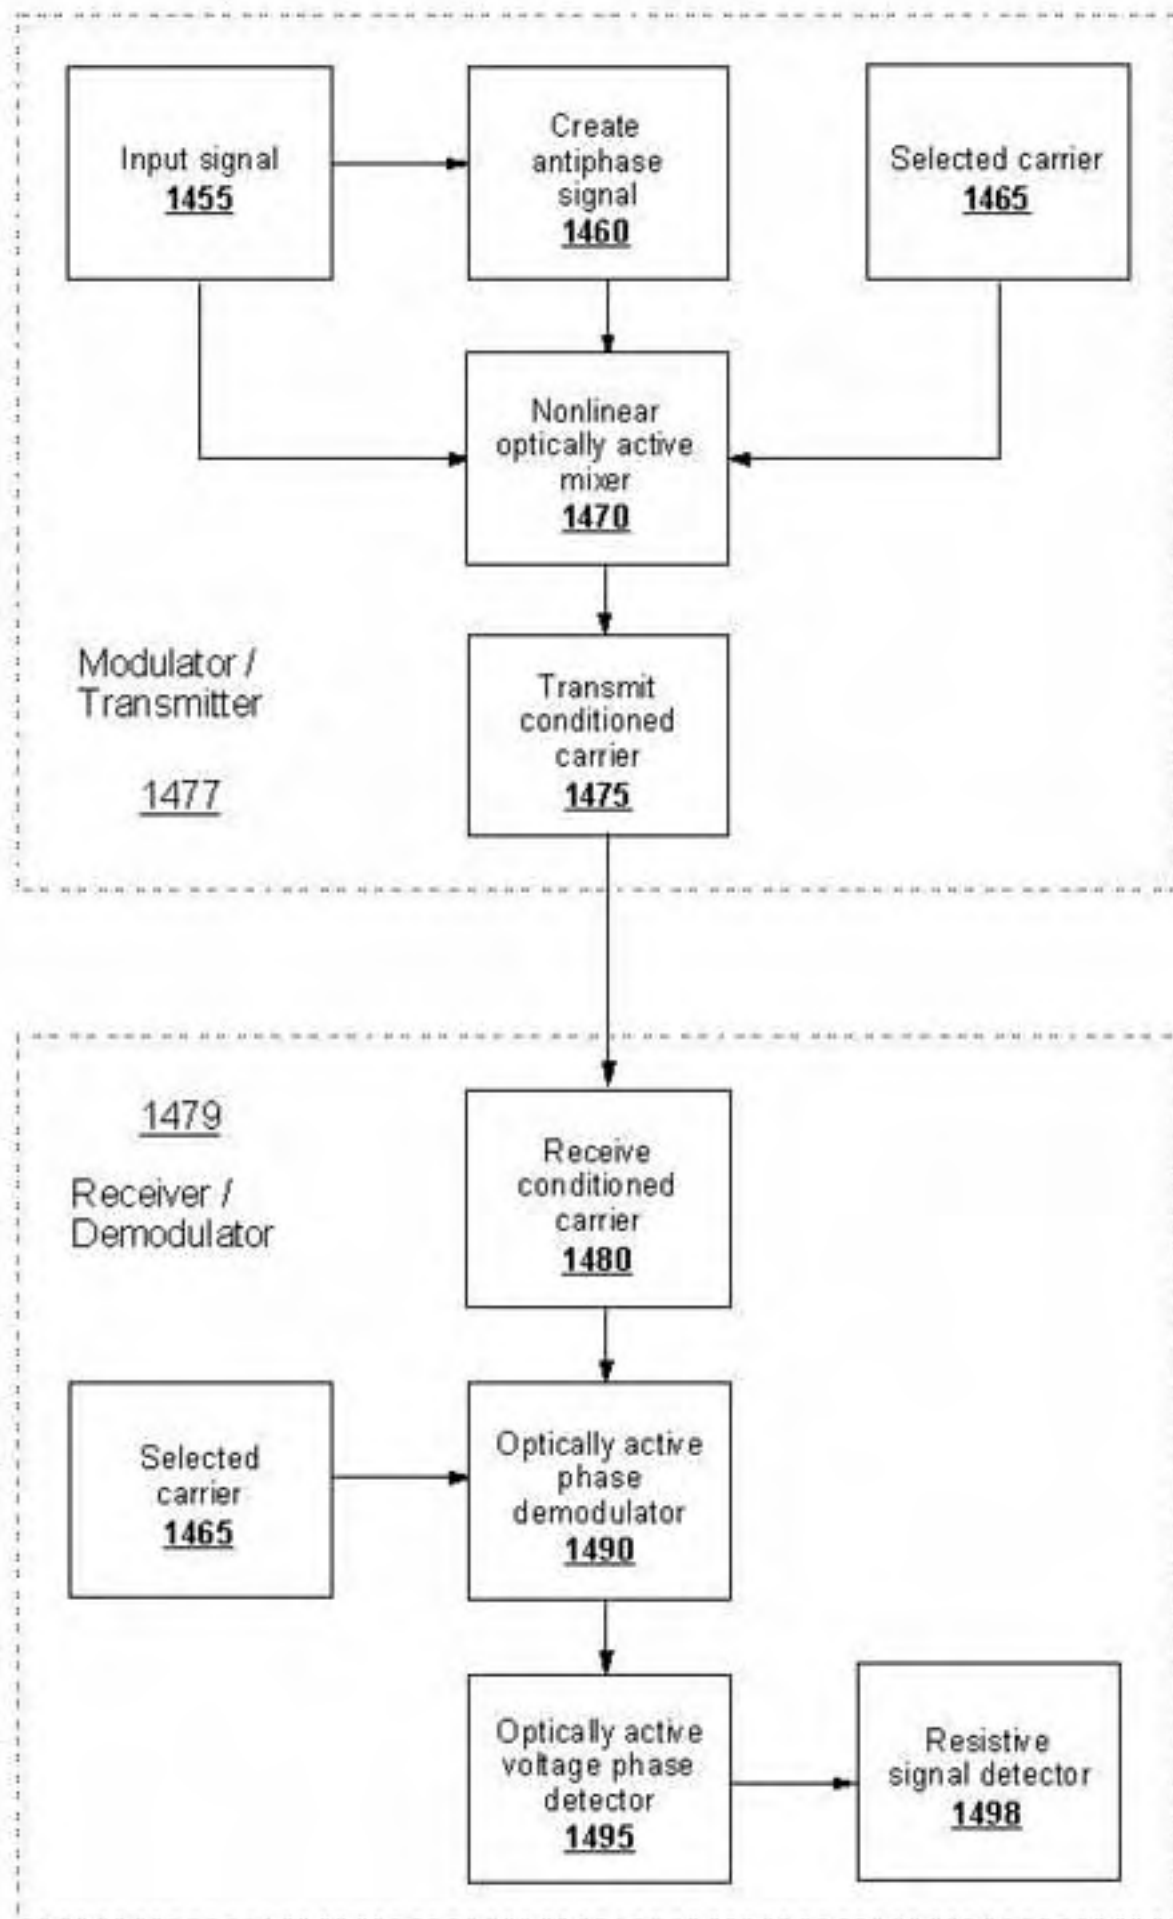 Input signal
1455
Create
antiphase
signal
1460
Selected carrier
1465
Nonlinear
optically active
mixer
1470
Modulator /
Transmitter
1477
Transmit
conditioned
carrier
1475
1479
Receiver /
Demodulator
Receive
conditioned
carrier
1480
Selected
carrier
1465
Optically active
phase
demodulator
1490
Optically active
voltage phase
detector
1495
Resistive
signal detector
1498